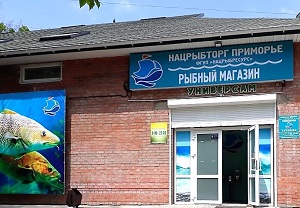 НАЦРЫБТОРГ ПРИМОРЬЕ
ФГУП «НАЦРЫБРЕСУРС»
РЫБНЫЙ МАГАЗИН
УНИВЕРСАМ